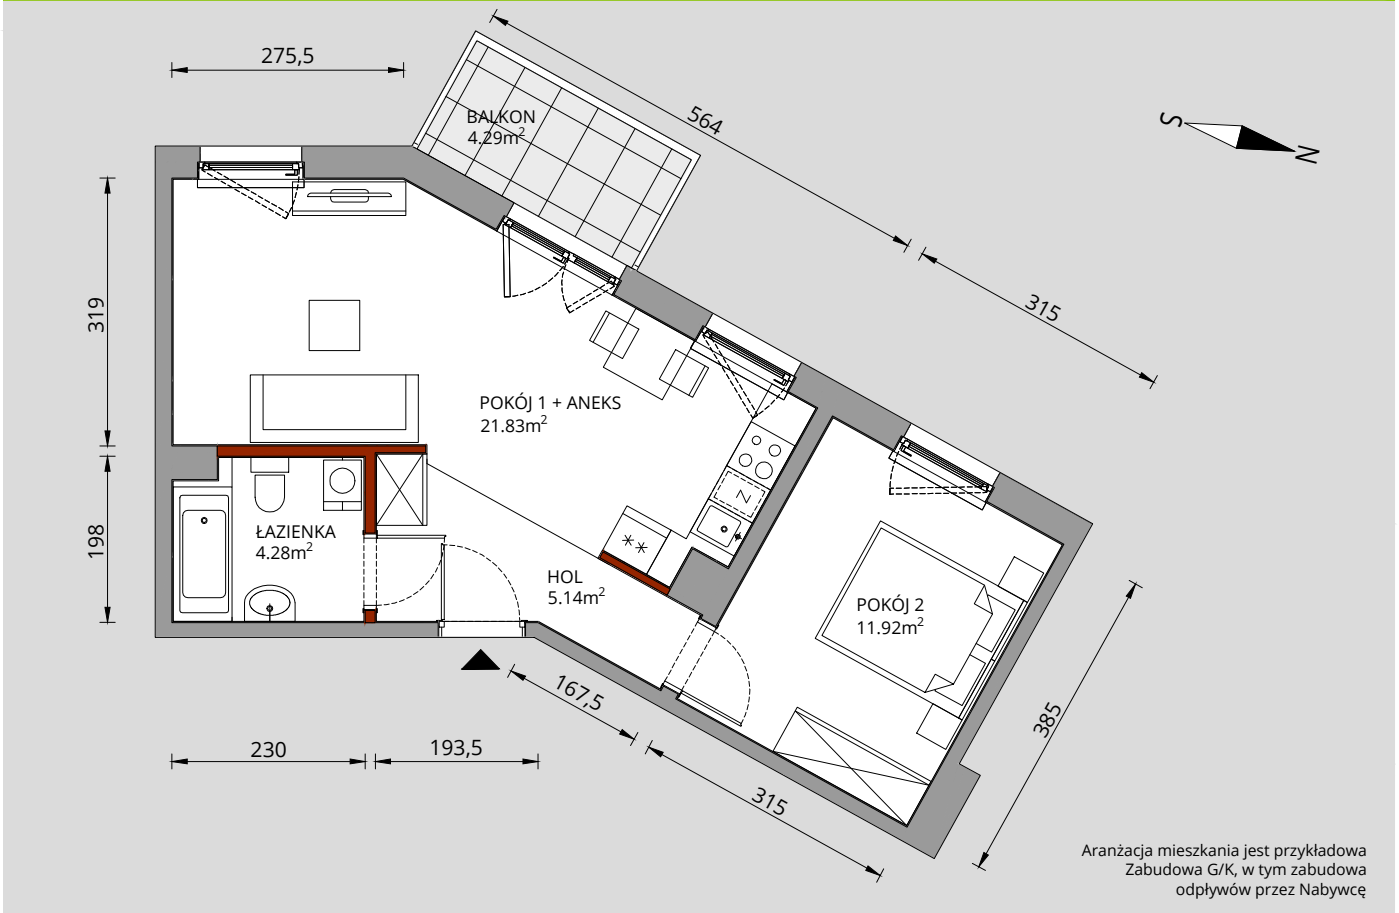 275,5
564
S
N
BALKON
4.29m²
315
319
POKÓJ 1 + ANEKS
21.83m²
Z
198
ŁAZIENKA
4.28m²
**
HOL
5.14m²
POKÓJ 2
11.92m²
167,5
385
230
193,5
315
Aranżacja mieszkania jest przykładowa
Zabudowa G/K, w tym zabudowa
odpływów przez Nabywcę